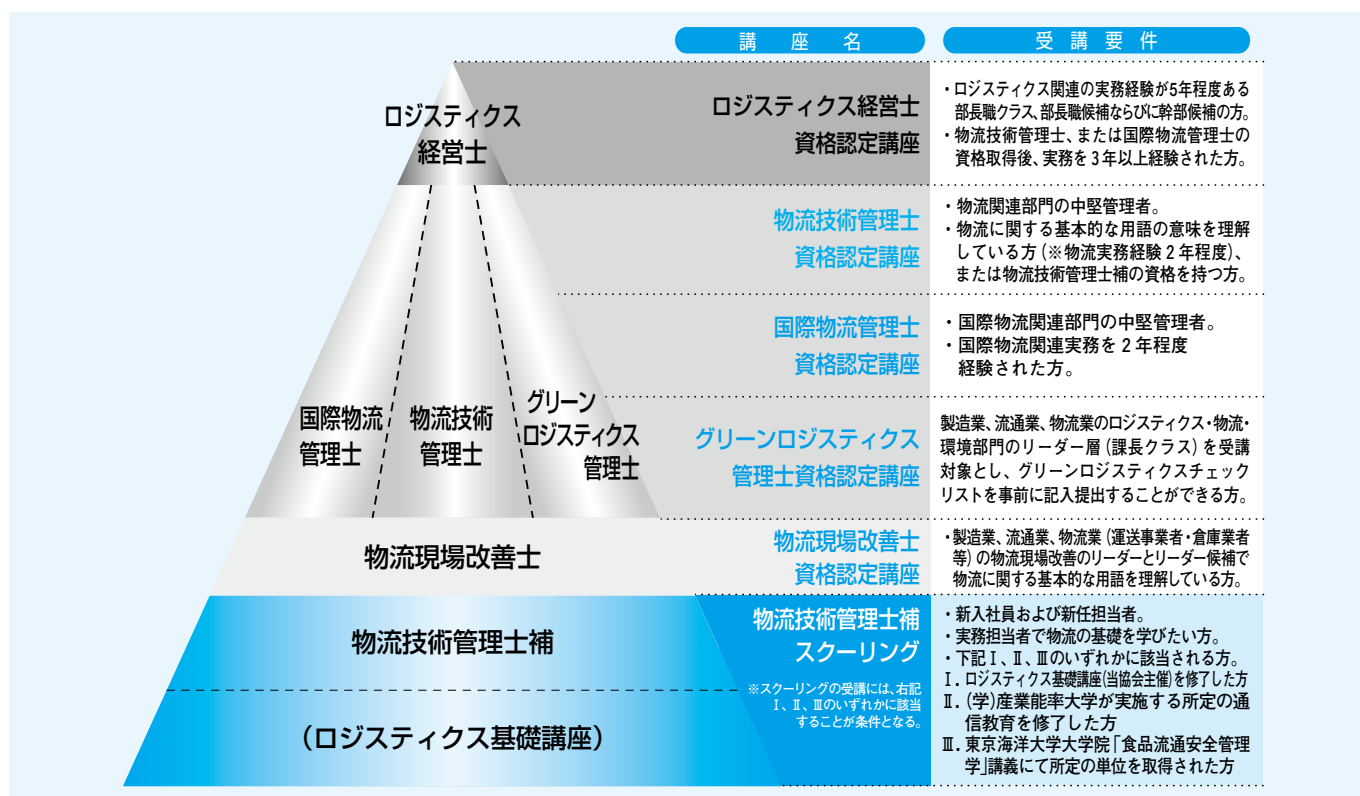 講座名
受講要件
ロジスティクス
経営士
ロジスティクス経営士
資格認定講座
・ロジスティクス関連の実務経験が5年程度ある
部長職クラス、部長職候補ならびに幹部候補の方。
・物流技術管理士、または国際物流管理士の
資格取得後、実務を3年以上経験された方。
物流技術管理士
資格認定講座
・物流関連部門の中堅管理者。
・物流に関する基本的な用語の意味を理解
している方(※物流実務経験2年程度)、
または物流技術管理士補の資格を持つ方。
国際物流管理士
資格認定講座
・国際物流関連部門の中堅管理者。
・国際物流関連実務を2年程度
経験された方。
国際物流
管理士
物流技術
管理士
グリーン
ロジスティクス
管理士
グリーンロジスティクス
管理士資格認定講座
製造業、流通業、物流業のロジスティクス・物流・
環境部門のリーダー層(課長クラス)を受講
対象とし、グリーンロジスティクスチェック
リストを事前に記入提出することができる方。
物流現場改善士
物流現場改善士
資格認定講座
・製造業、流通業、物流業(運送事業者・倉庫業者
等)の物流現場改善のリーダーとリーダー候補で
物流に関する基本的な用語を理解している方。
物流技術管理士補
(ロジスティクス基礎講座)
物流技術管理士補
スクーリング
※スクーリングの受講には、右記
Ⅰ、Ⅱ、Ⅲのいずれかに該当
することが条件となる。
・新入社員および新任担当者。
・実務担当者で物流の基礎を学びたい方。
・下記Ⅰ、Ⅱ、Ⅲのいずれかに該当される方。
Ⅰ.ロジスティクス基礎講座(当協会主催)を修了した方
Ⅱ.(学)産業能率大学が実施する所定の通
信教育を修了した方
Ⅲ.東京海洋大学大学院「食品流通安全管理
学」講義にて所定の単位を取得された方